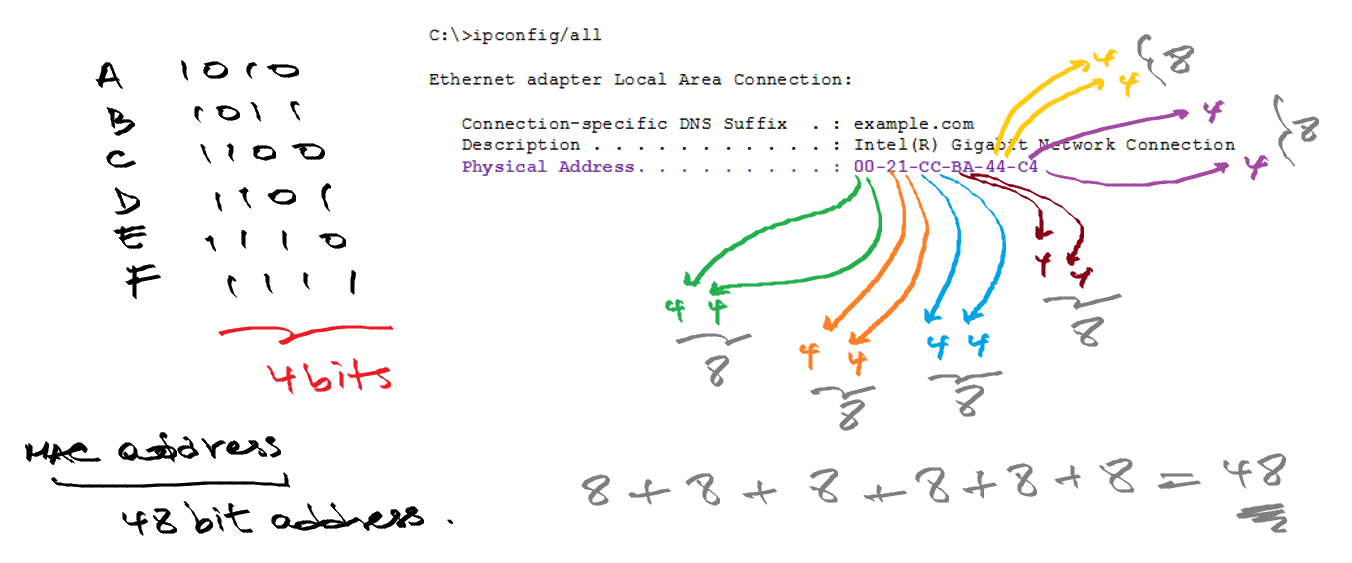 C:\>ipconfig/all
Ethernet adapter Local Area Connection:
Connection-specific DNS Suffix . : example.com
Description . . . . . . . . . . . : Intel(R) Gigabit Network Connection
Physical Address. . . . . . . . . : 00-21-CC-BA-44-C4
A 1010
B 1011
C 1100
D 1101
E 1110
F 1111
4 bits
4 4 8
4 4 8
4 4 8
4 4 8
4 4 8
4 4 8
MAC address
48 bit address.
8 + 8 + 8 + 8 + 8 + 8 = 48